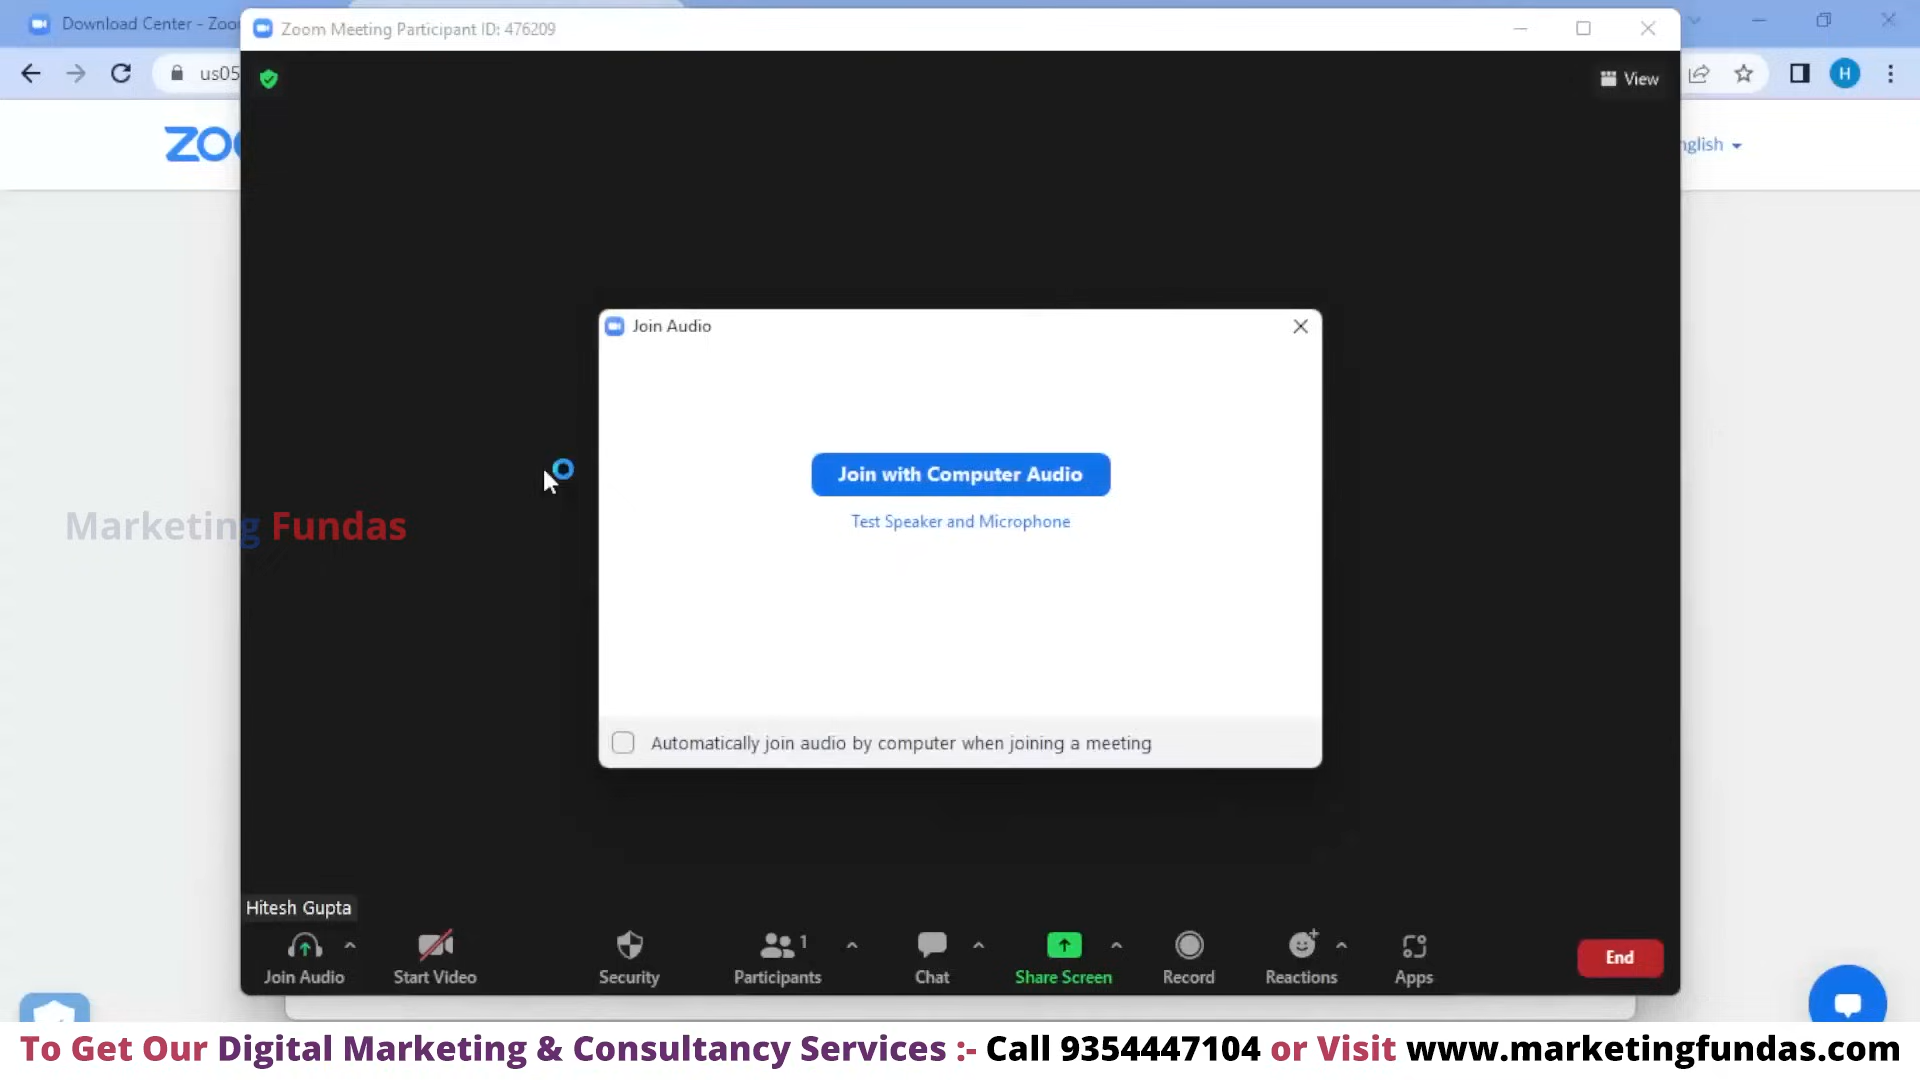 Download Center - Zoo
Zoom Meeting Participant ID: 476209
us05
View
H
ZOO
nglish
Join Audio
Join with Computer Audio
Test Speaker and Microphone
Marketing Fundas
Automatically join audio by computer when joining a meeting
Hitesh Gupta
1
Join Audio
Start Video
Security
Participants
Chat
Share Screen
Record
Reactions
Apps
End
To Get Our Digital Marketing & Consultancy Services :- Call 9354447104 or Visit www.marketingfundas.com